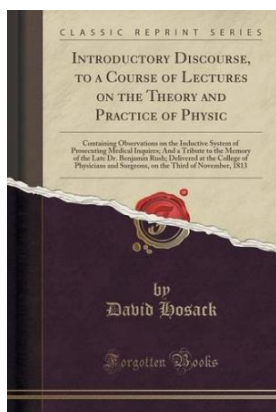 CLASSIC REPRINT SERIES
INTRODUCTORY DISCOURSE,
TO A COURSE OF LECTURES
ON THE THEORY AND
PRACTICE OF PHYSIC
Containing Observations on the Inductive System of
Prosecuting Medical Inquires; And a Tribute to the Memory
of the Late Dr. Benjamin Rush; Delivered at the College of
Physicians and Surgeons, on the Third of November, 1813
by
David Hosack
Forgotten Books